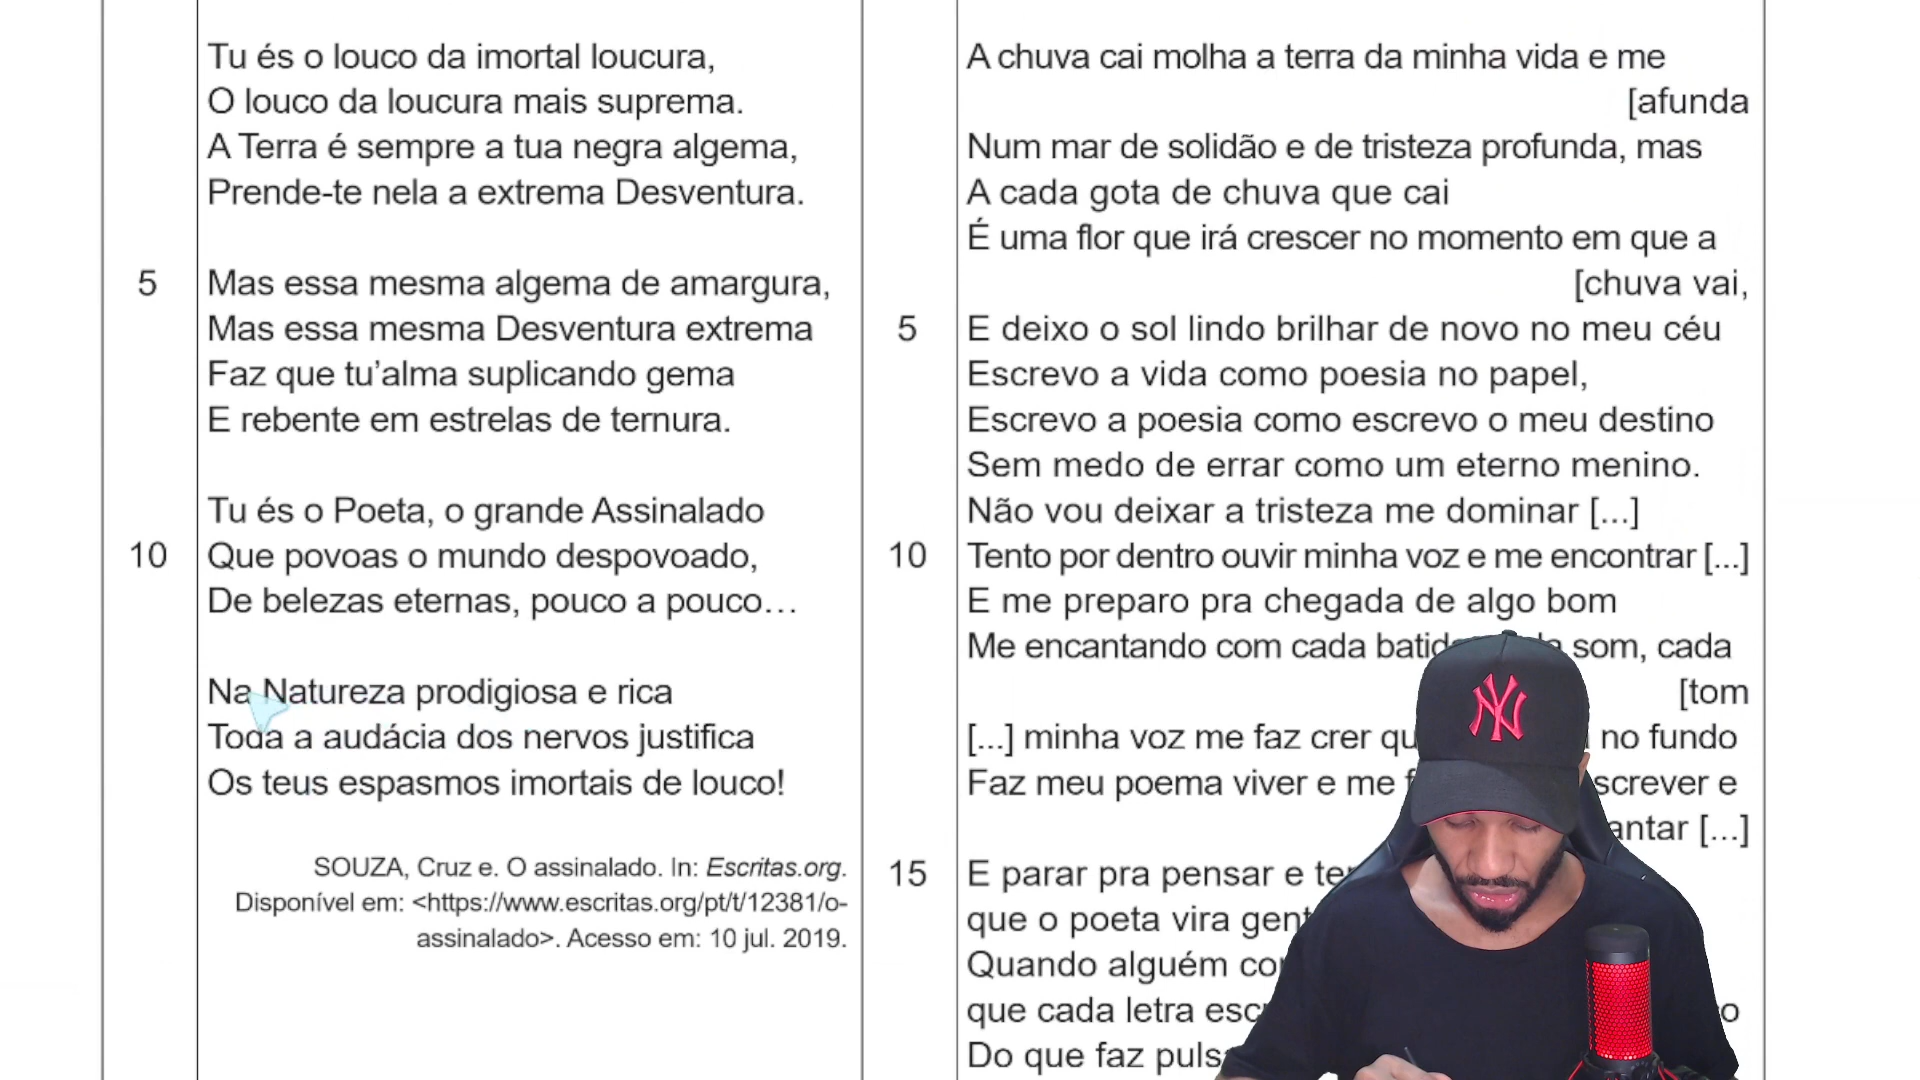 Tu és o louco da imortal loucura,
O louco da loucura mais suprema.
A Terra é sempre a tua negra algema,
Prende-te nela a extrema Desventura.
5 Mas essa mesma algema de amargura,
Mas essa mesma Desventura extrema
Faz que tu’alma suplicando gema
E rebente em estrelas de ternura.
Tu és o Poeta, o grande Assinalado
10 Que povoas o mundo despovoado,
De belezas eternas, pouco a pouco…
Na Natureza prodigiosa e rica
Toda a audácia dos nervos justifica
Os teus espasmos imortais de louco!
SOUZA, Cruz e. O assinalado. In: Escritas.org.
Disponível em: <https://www.escritas.org/pt/t/12381/o-
assinalado>. Acesso em: 10 jul. 2019.
A chuva cai molha a terra da minha vida e me
[afunda
Num mar de solidão e de tristeza profunda, mas
A cada gota de chuva que cai
É uma flor que irá crescer no momento em que a
[chuva vai,
5 E deixo o sol lindo brilhar de novo no meu céu
Escrevo a vida como poesia no papel,
Escrevo a poesia como escrevo o meu destino
Sem medo de errar como um eterno menino.
Não vou deixar a tristeza me dominar [...]
10 Tento por dentro ouvir minha voz e me encontrar [...]
E me preparo pra chegada de algo bom
Me encantando com cada som, cada
[tom
[...] minha voz me faz crer no fundo
Faz meu poema viver e me e
[...]
15 E parar pra pensar e
que o poeta vira
Quando alguém
que cada letra
Do que faz
NY